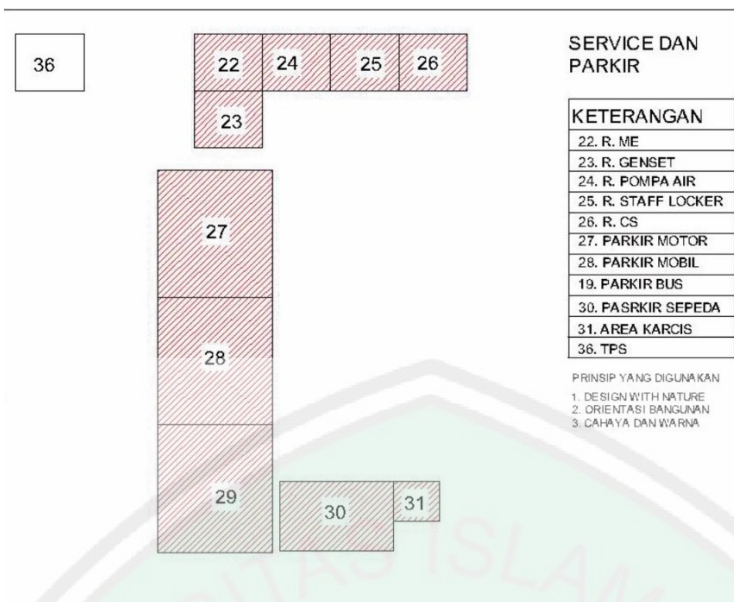 36
22
24
25
26
23
27
28
29
30
31
SERVICE DAN
PARKIR
KETERANGAN
22. R. ME
23. R. GENSET
24. R. POMPA AIR
25. R. STAFF LOCKER
26. R. CS
27. PARKIR MOTOR
28. PARKIR MOBIL
19. PARKIR BUS
30. PASRKIR SEPEDA
31. AREA KARCIS
36. TPS
PRINSIP YANG DIGUNAKAN
1. DESIGN WITH NATURE
2. ORIENTASI BANGUNAN
3. CAHAYA DAN WARNA
ITAS ISLAM